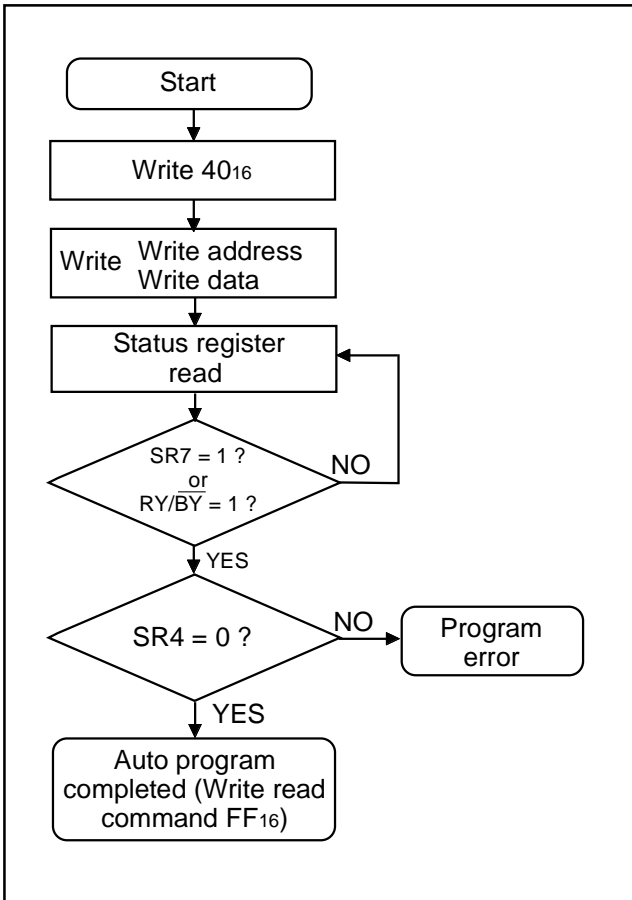 Start
Write 40₁₆
Write Write address
Write data
Status register
read
SR7 = 1 ?
or
RY/B̅Y̅ = 1 ?
NO
YES
SR4 = 0 ?
NO
Program
error
YES
Auto program
completed (Write read
command FF₁₆)